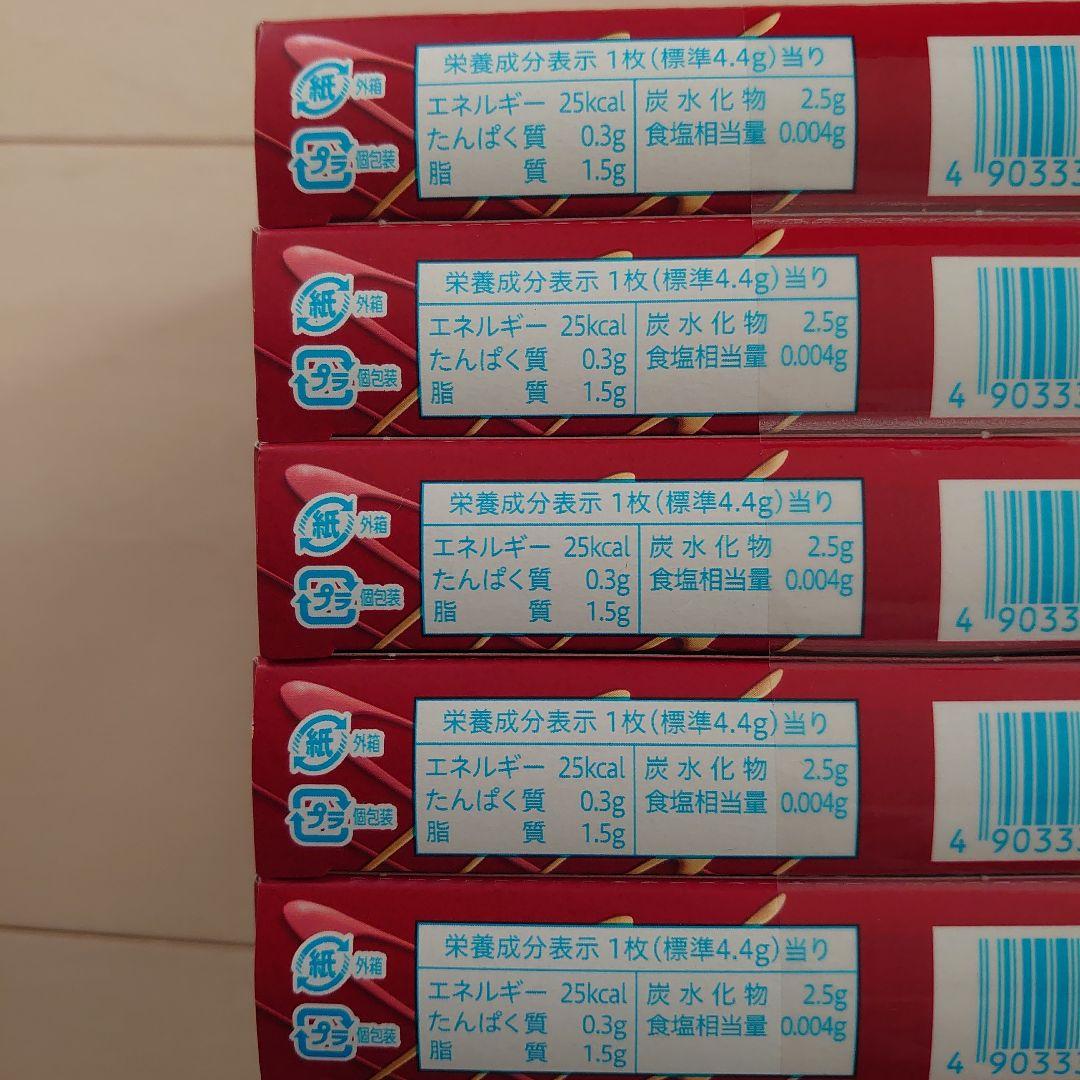 紙 外箱
プラ 個包装
栄養成分表示 1枚(標準4.4g)当り
エネルギー 25kcal 炭水化物 2.5g
たんぱく質 0.3g 食塩相当量 0.004g
脂質 1.5g
4 90333
紙 外箱
プラ 個包装
栄養成分表示 1枚(標準4.4g)当り
エネルギー 25kcal 炭水化物 2.5g
たんぱく質 0.3g 食塩相当量 0.004g
脂質 1.5g
4 90333
紙 外箱
プラ 個包装
栄養成分表示 1枚(標準4.4g)当り
エネルギー 25kcal 炭水化物 2.5g
たんぱく質 0.3g 食塩相当量 0.004g
脂質 1.5g
4 9033
紙 外箱
プラ 個包装
栄養成分表示 1枚(標準4.4g)当り
エネルギー 25kcal 炭水化物 2.5g
たんぱく質 0.3g 食塩相当量 0.004g
脂質 1.5g
4 90333
紙 外箱
プラ 個包装
栄養成分表示 1枚(標準4.4g)当り
エネルギー 25kcal 炭水化物 2.5g
たんぱく質 0.3g 食塩相当量 0.004g
脂質 1.5g
4 90333